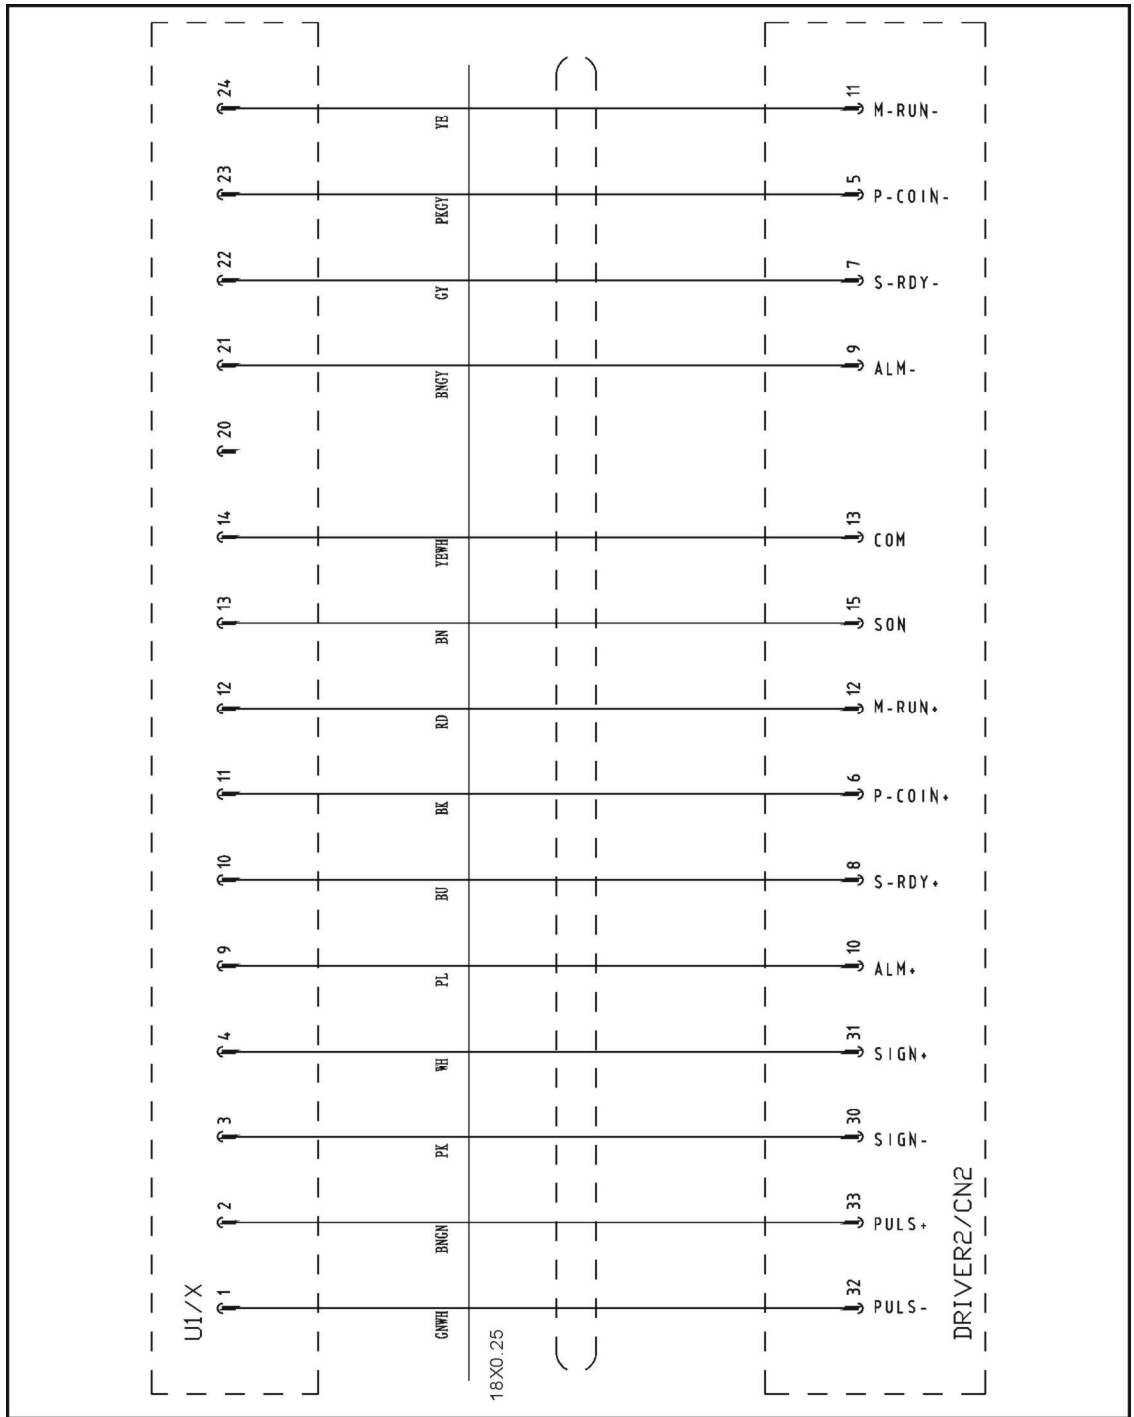 24 YE 11 M-RUN-
23 PKGY 5 P-COIN-
22 GY 7 S-RDY-
21 BNGY 9 ALM-
20
14 YEWH 13 COM
13 BN 15 SON
12 RD 12 M-RUN+
11 BK 6 P-COIN+
10 BU 8 S-RDY+
9 PL 10 ALM+
4 WH 31 SIGN+
3 PK 30 SIGN-
2 BNGN 33 PULS+
1 GNWH 32 PULS-
U1/X
18X0.25
DRIVER2/CN2